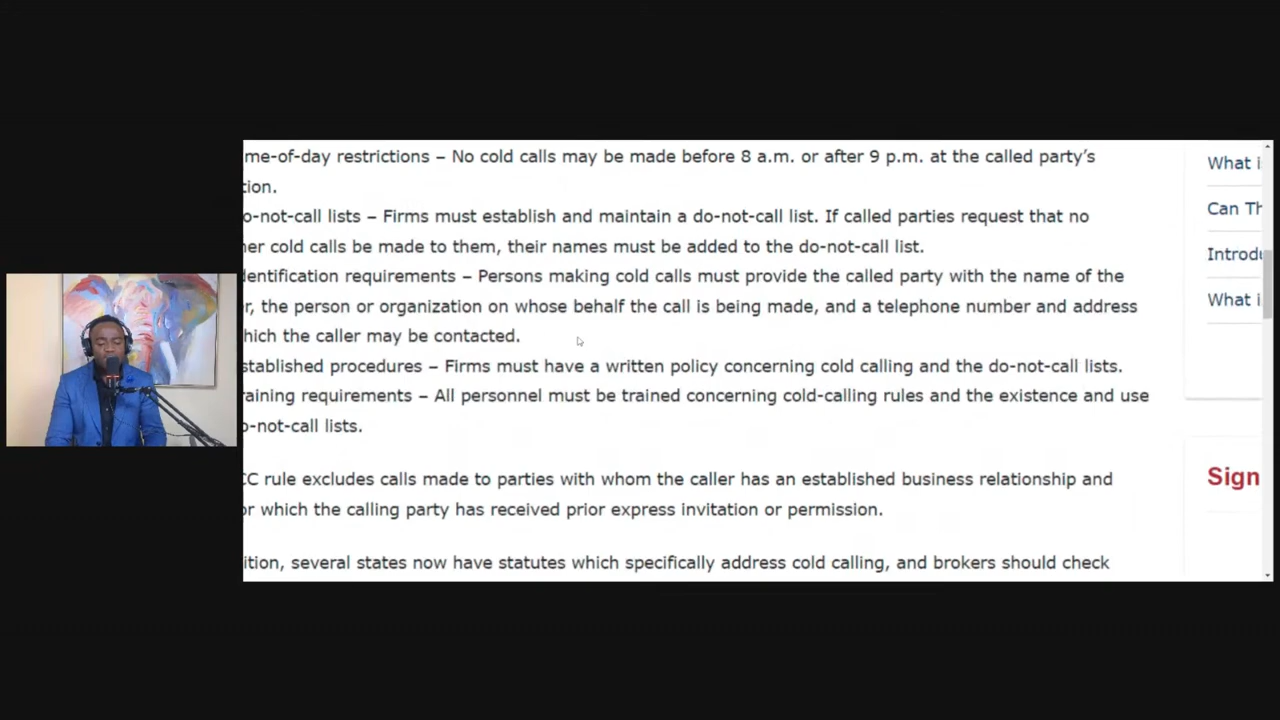 me-of-day restrictions – No cold calls may be made before 8 a.m. or after 9 p.m. at the called party's
tion.
o-not-call lists – Firms must establish and maintain a do-not-call list. If called parties request that no
her cold calls be made to them, their names must be added to the do-not-call list.
dentification requirements – Persons making cold calls must provide the called party with the name of the
r, the person or organization on whose behalf the call is being made, and a telephone number and address
hich the caller may be contacted.
stablished procedures – Firms must have a written policy concerning cold calling and the do-not-call lists.
raining requirements – All personnel must be trained concerning cold-calling rules and the existence and use
o-not-call lists.
CC rule excludes calls made to parties with whom the caller has an established business relationship and
or which the calling party has received prior express invitation or permission.
ition, several states now have statutes which specifically address cold calling, and brokers should check
What i
Can Th
Introdu
What i
Sign